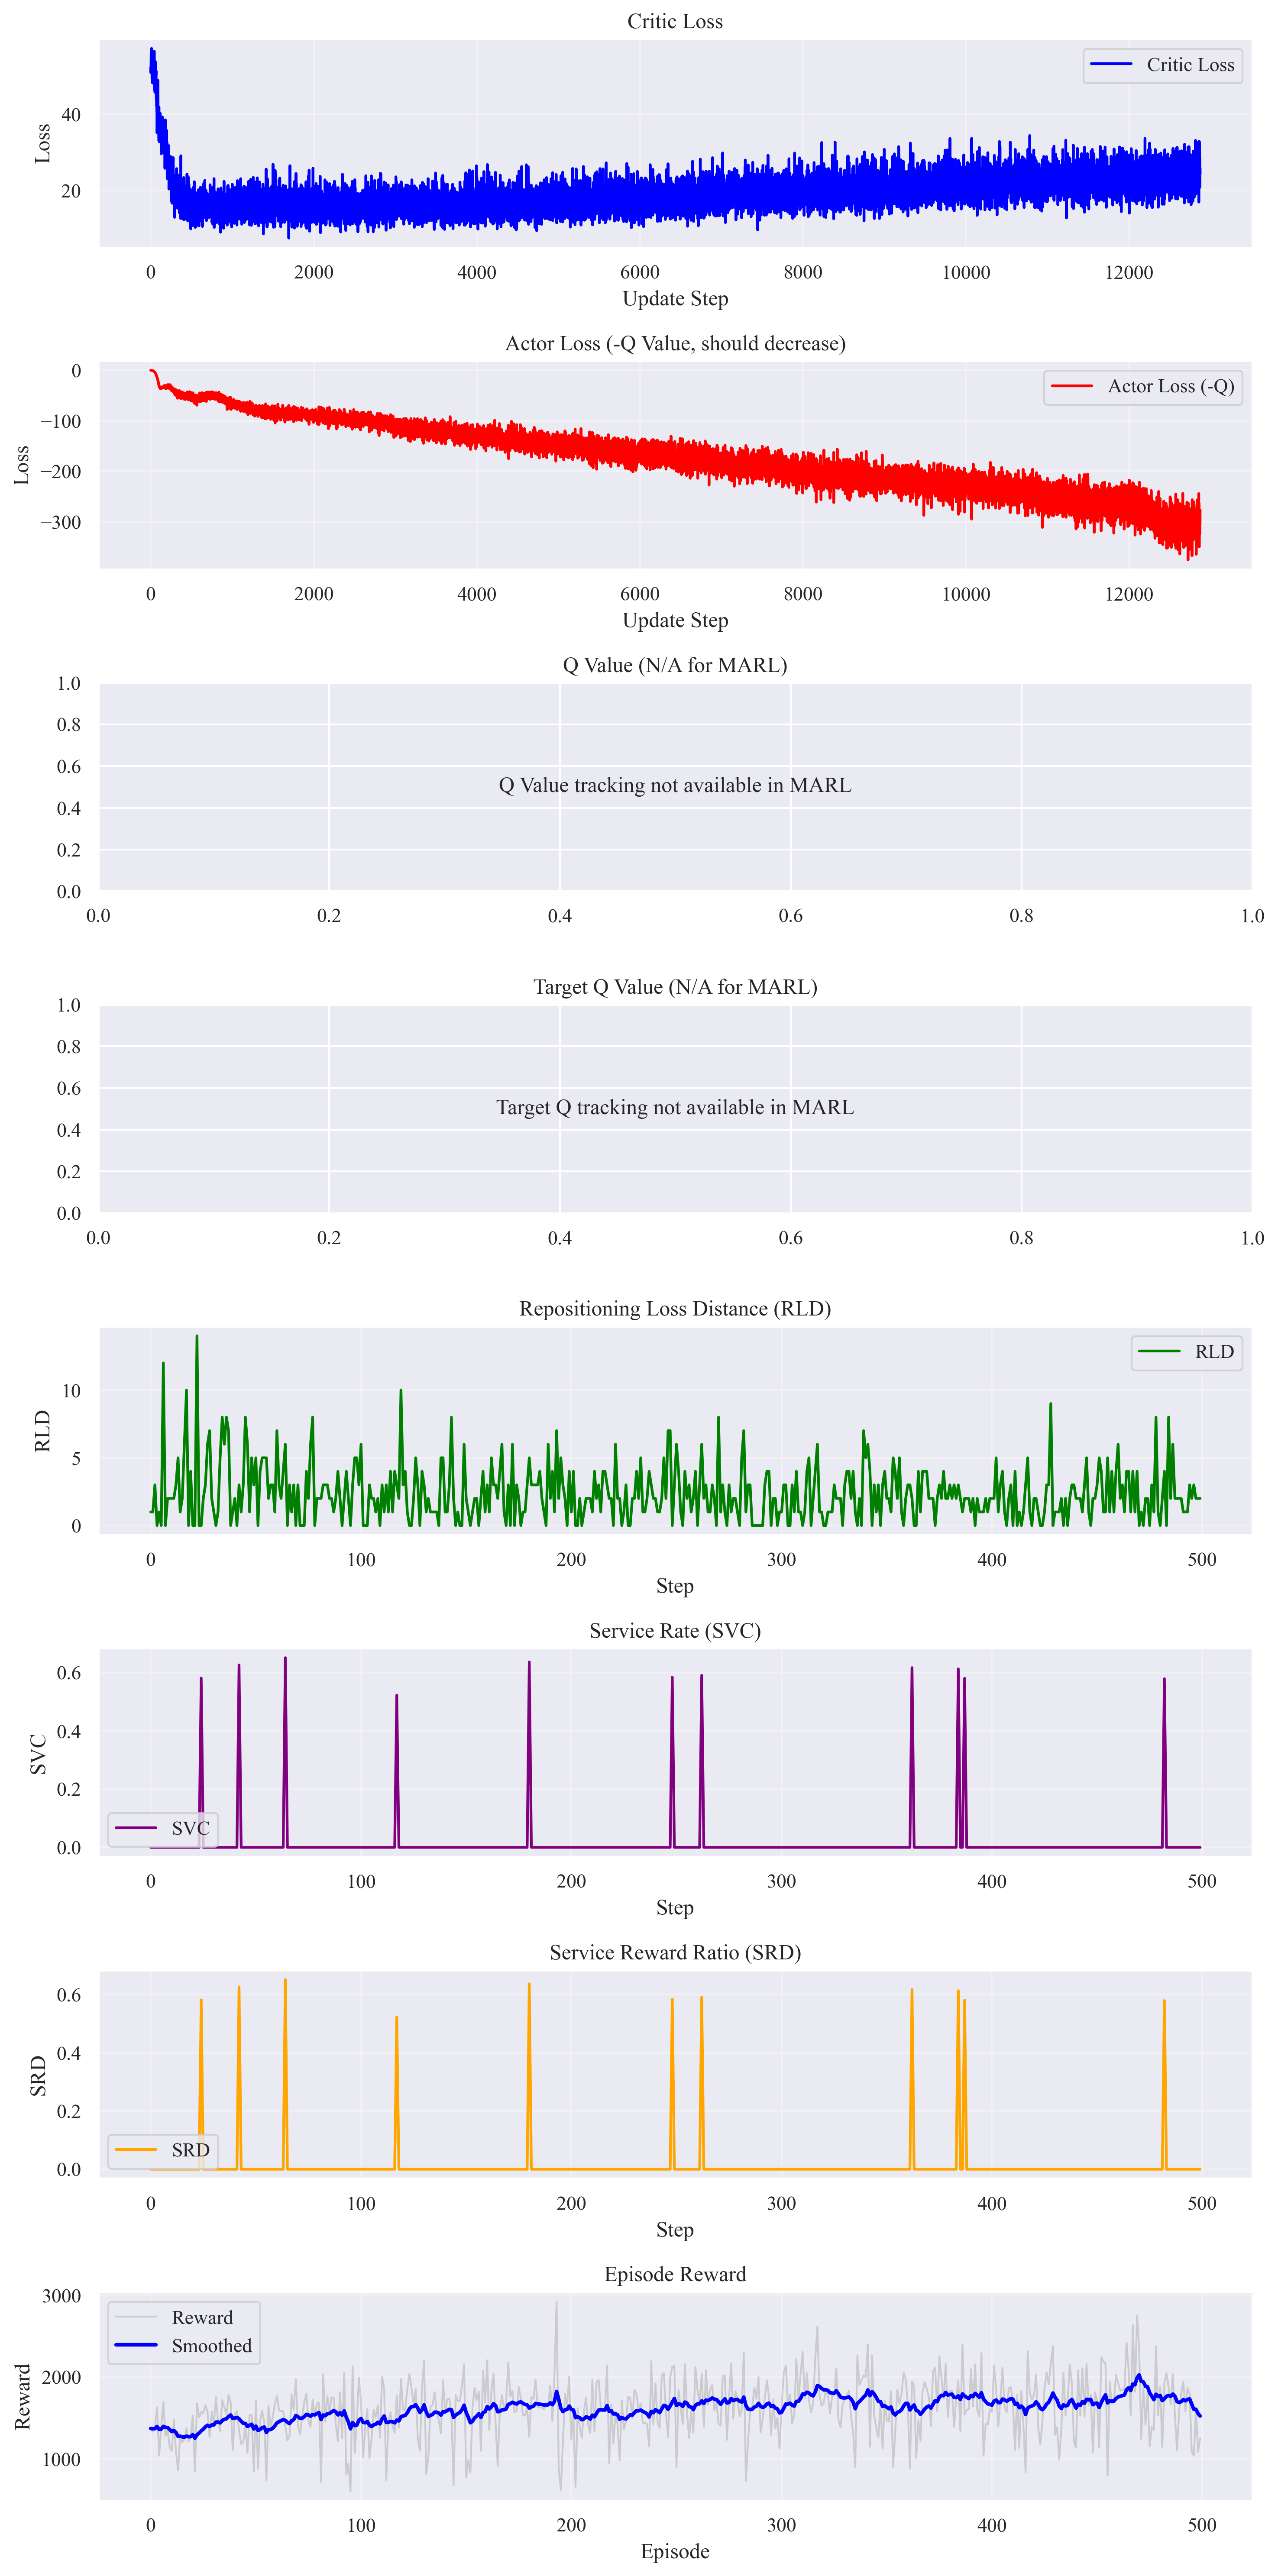 Critic Loss
Critic Loss
40
20
Loss
0 2000 4000 6000 8000 10000 12000
Update Step
Actor Loss (-Q Value, should decrease)
Actor Loss (-Q)
0
−100
−200
−300
Loss
0 2000 4000 6000 8000 10000 12000
Update Step
Q Value (N/A for MARL)
1.0
0.8
0.6
Q Value tracking not available in MARL
0.4
0.2
0.0
0.0 0.2 0.4 0.6 0.8 1.0
Target Q Value (N/A for MARL)
1.0
0.8
0.6
Target Q tracking not available in MARL
0.4
0.2
0.0
0.0 0.2 0.4 0.6 0.8 1.0
Repositioning Loss Distance (RLD)
RLD
10
5
0
RLD
0 100 200 300 400 500
Step
Service Rate (SVC)
0.6
0.4
0.2
0.0
SVC
SVC
0 100 200 300 400 500
Step
Service Reward Ratio (SRD)
0.6
0.4
0.2
0.0
SRD
SRD
0 100 200 300 400 500
Step
Episode Reward
3000
2000
1000
Reward
Reward
Smoothed
0 100 200 300 400 500
Episode